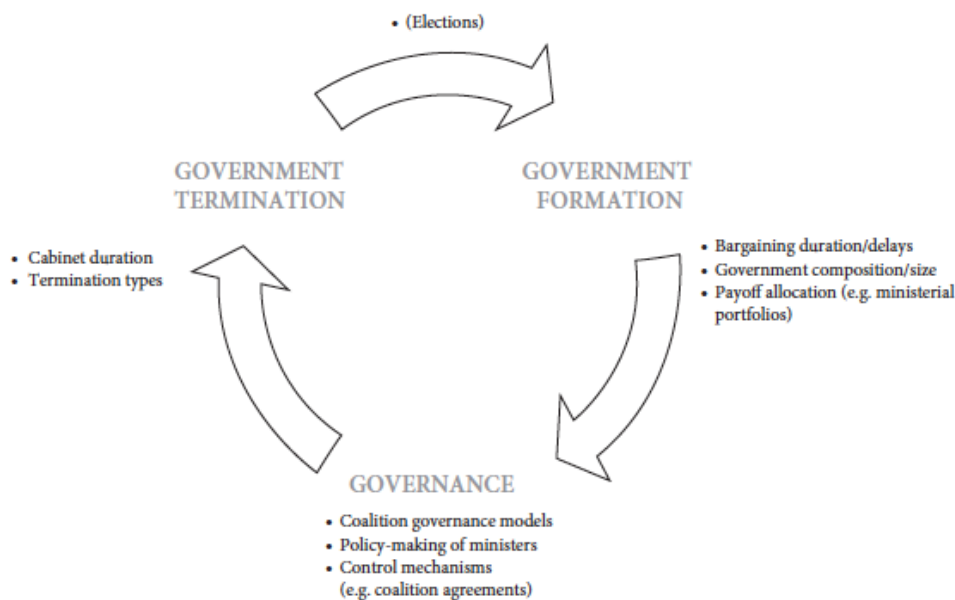 • (Elections)
GOVERNMENT
TERMINATION
GOVERNMENT
FORMATION
• Cabinet duration
• Termination types
• Bargaining duration/delays
• Government composition/size
• Payoff allocation (e.g. ministerial
portfolios)
GOVERNANCE
• Coalition governance models
• Policy-making of ministers
• Control mechanisms
(e.g. coalition agreements)